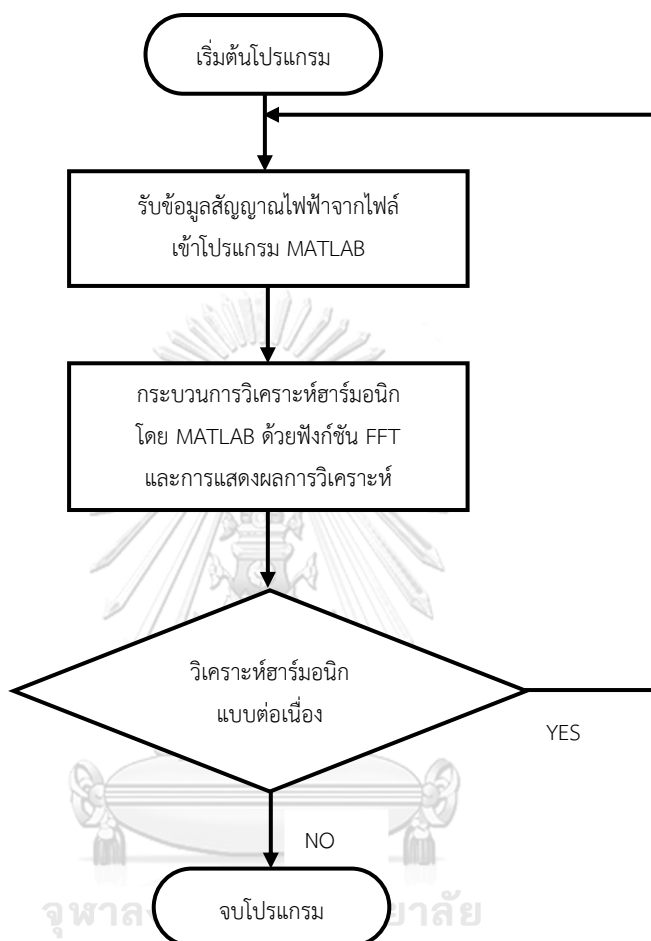 เริ่มต้นโปรแกรม
รับข้อมูลสัญญาณไฟฟ้าจากไฟล์
เข้าโปรแกรม MATLAB
กระบวนการวิเคราะห์ฮาร์มอนิก
โดย MATLAB ด้วยฟังก์ชัน FFT
และการแสดงผลการวิเคราะห์
วิเคราะห์ฮาร์มอนิก
แบบต่อเนื่อง
YES
NO
จบโปรแกรม